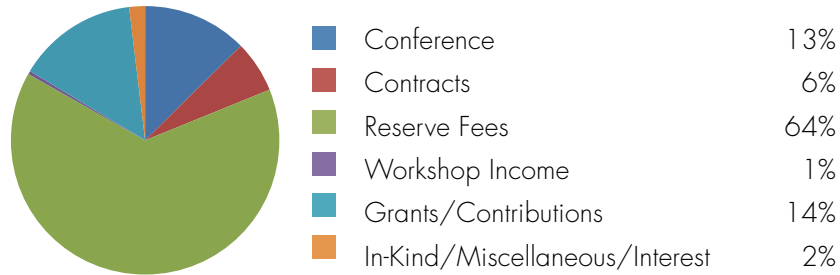 Conference 13%
Contracts 6%
Reserve Fees 64%
Workshop Income 1%
Grants/Contributions 14%
In-Kind/Miscellaneous/Interest 2%